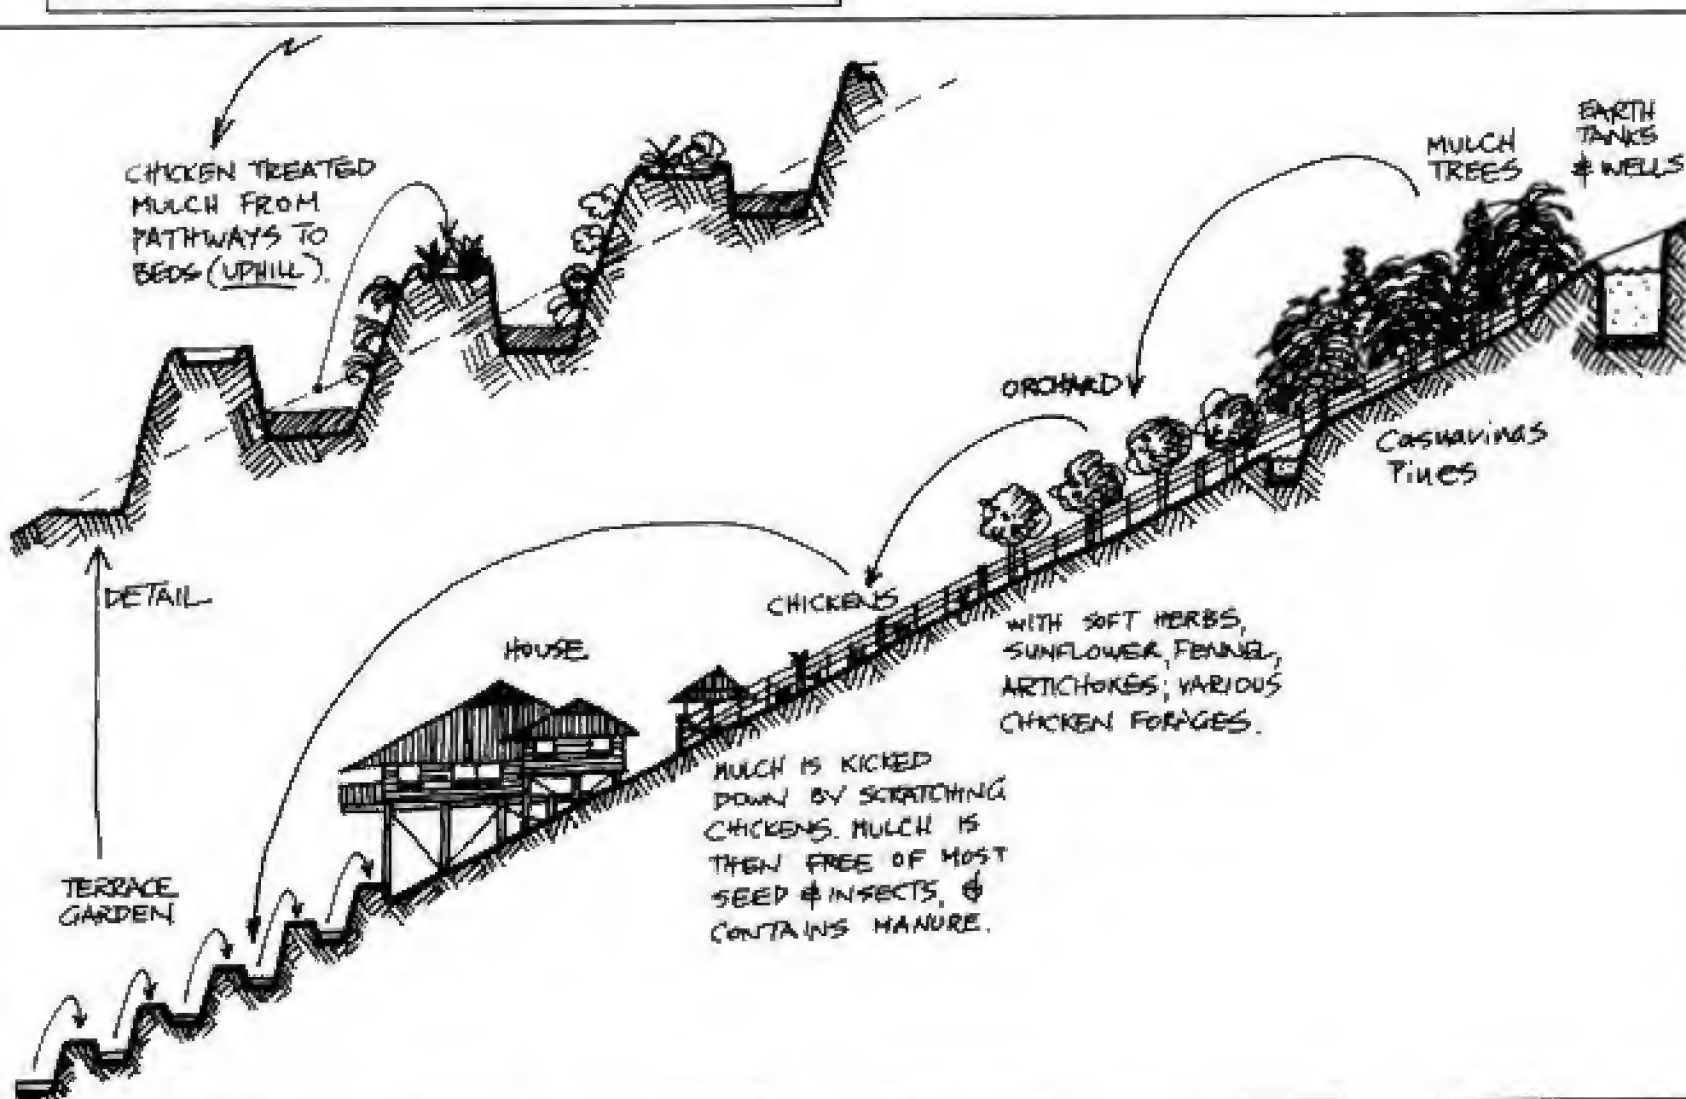 CHICKEN TREATED
MULCH FROM
PATHWAYS TO
BEDS (UPHILL).
MULCH
TREES
EARTH
TANKS
& WELLS
ORCHARD
Casuavinas
Pines
DETAIL
CHICKENS
HOUSE
WITH SOFT HERBS,
SUNFLOWER, FENNEL,
ARTICHOKES; VARIOUS
CHICKEN FORAGES.
MULCH IS KICKED
DOWN BY SCRATCHING
CHICKENS. MULCH IS
THEN FREE OF MOST
SEED & INSECTS, &
CONTAINS MANURE.
TERRACE
GARDEN